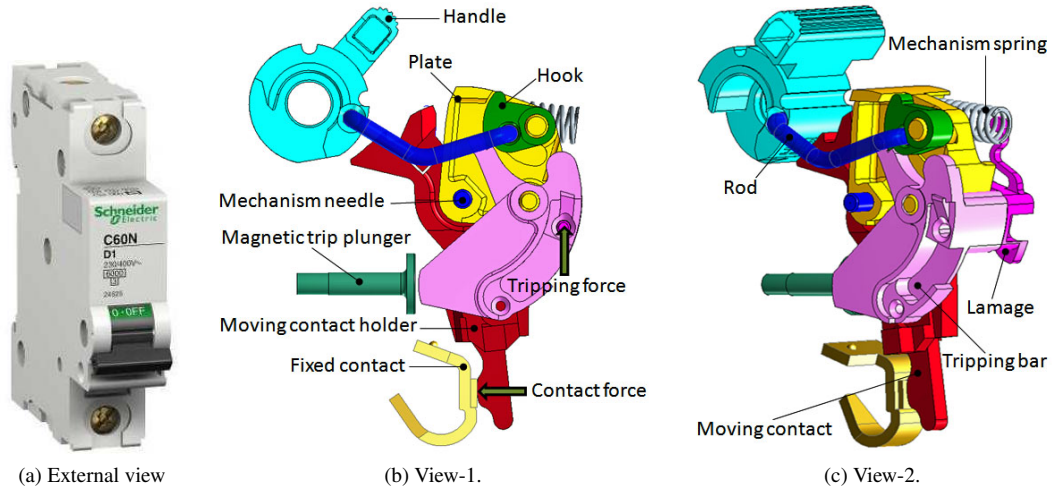 Schneider
Electric
C60N
D1
230/400V~
6000
3
24625
O·OFF
Handle
Plate
Hook
Mechanism needle
Magnetic trip plunger
Tripping force
Moving contact holder
Fixed contact
Contact force
Mechanism spring
Rod
Lamage
Tripping bar
Moving contact
(a) External view
(b) View-1.
(c) View-2.